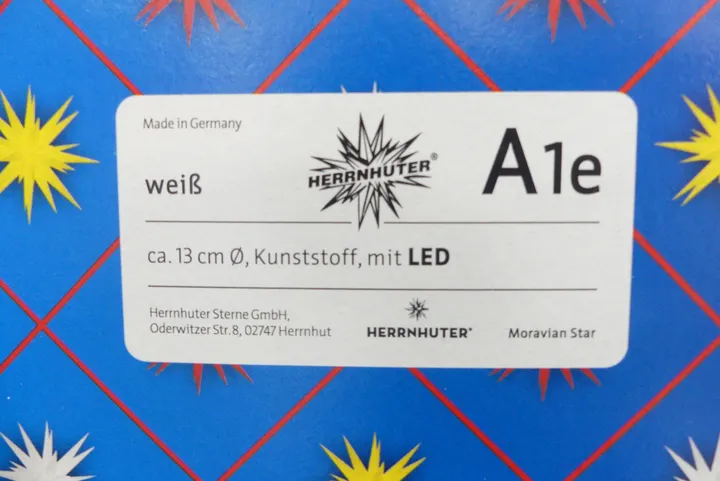 Made in Germany
weiß
HERRNHUTER®
A1e
ca. 13 cm Ø, Kunststoff, mit LED
Herrnhuter Sterne GmbH,
Oderwitzer Str. 8, 02747 Herrnhut
HERRNHUTER®
Moravian Star